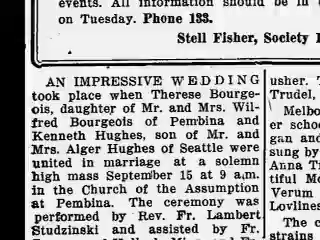 events. All information should be in
on Tuesday. Phone 133.
Stell Fisher, Society
AN IMPRESSIVE WEDDING
took place when Therese Bourge-
ois, daughter of Mr. and Mrs. Wil-
fred Bourgeois of Pembina and
Kenneth Hughes, son of Mr. and
Mrs. Alger Hughes of Seattle were
united in marriage at a solemn
high mass September 15 at 9 a.m.
in the Church of the Assumption
at Pembina. The ceremony was
performed by Rev. Fr. Lambert
Studzinski and assisted by Fr.
usher. T
Trudel,
Melbo
er schoo
gan and
sung by
Anna Tr
tiful Mo
Verum
Lovlines
The c
strains